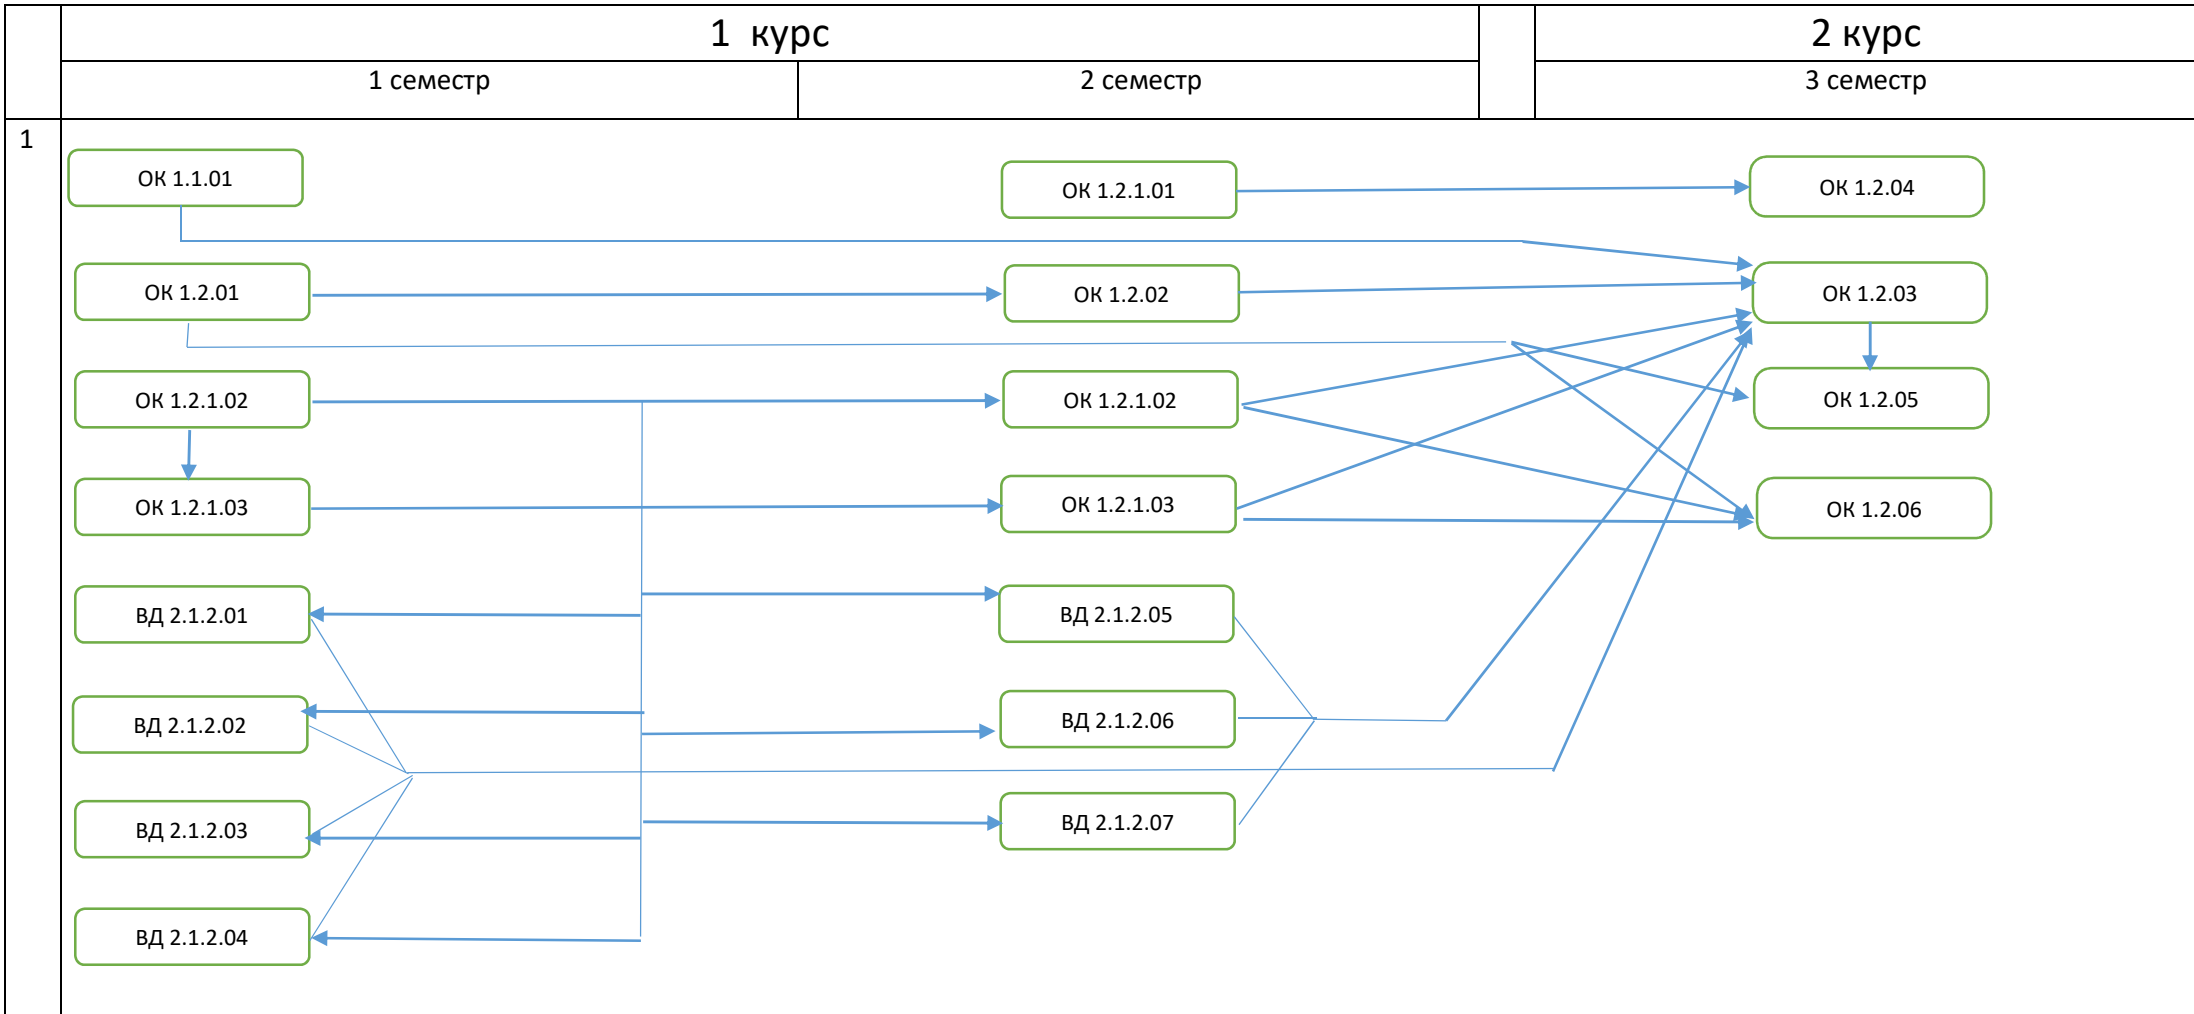 1 курс
2 курс
1 семестр
2 семестр
3 семестр
1
ОК 1.1.01
ОК 1.2.1.01
ОК 1.2.04
ОК 1.2.01
ОК 1.2.02
ОК 1.2.03
ОК 1.2.1.02
ОК 1.2.1.02
ОК 1.2.05
ОК 1.2.1.03
ОК 1.2.1.03
ОК 1.2.06
ВД 2.1.2.01
ВД 2.1.2.05
ВД 2.1.2.02
ВД 2.1.2.06
ВД 2.1.2.03
ВД 2.1.2.07
ВД 2.1.2.04